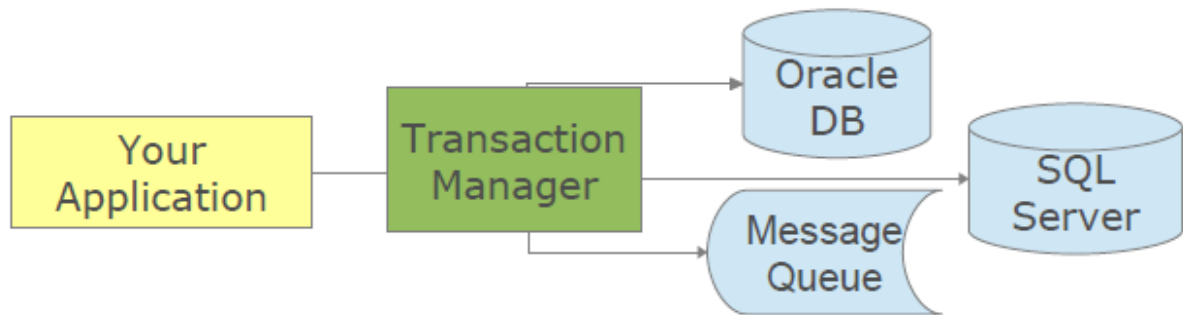 Your
Application
Transaction
Manager
Oracle
DB
SQL
Server
Message
Queue